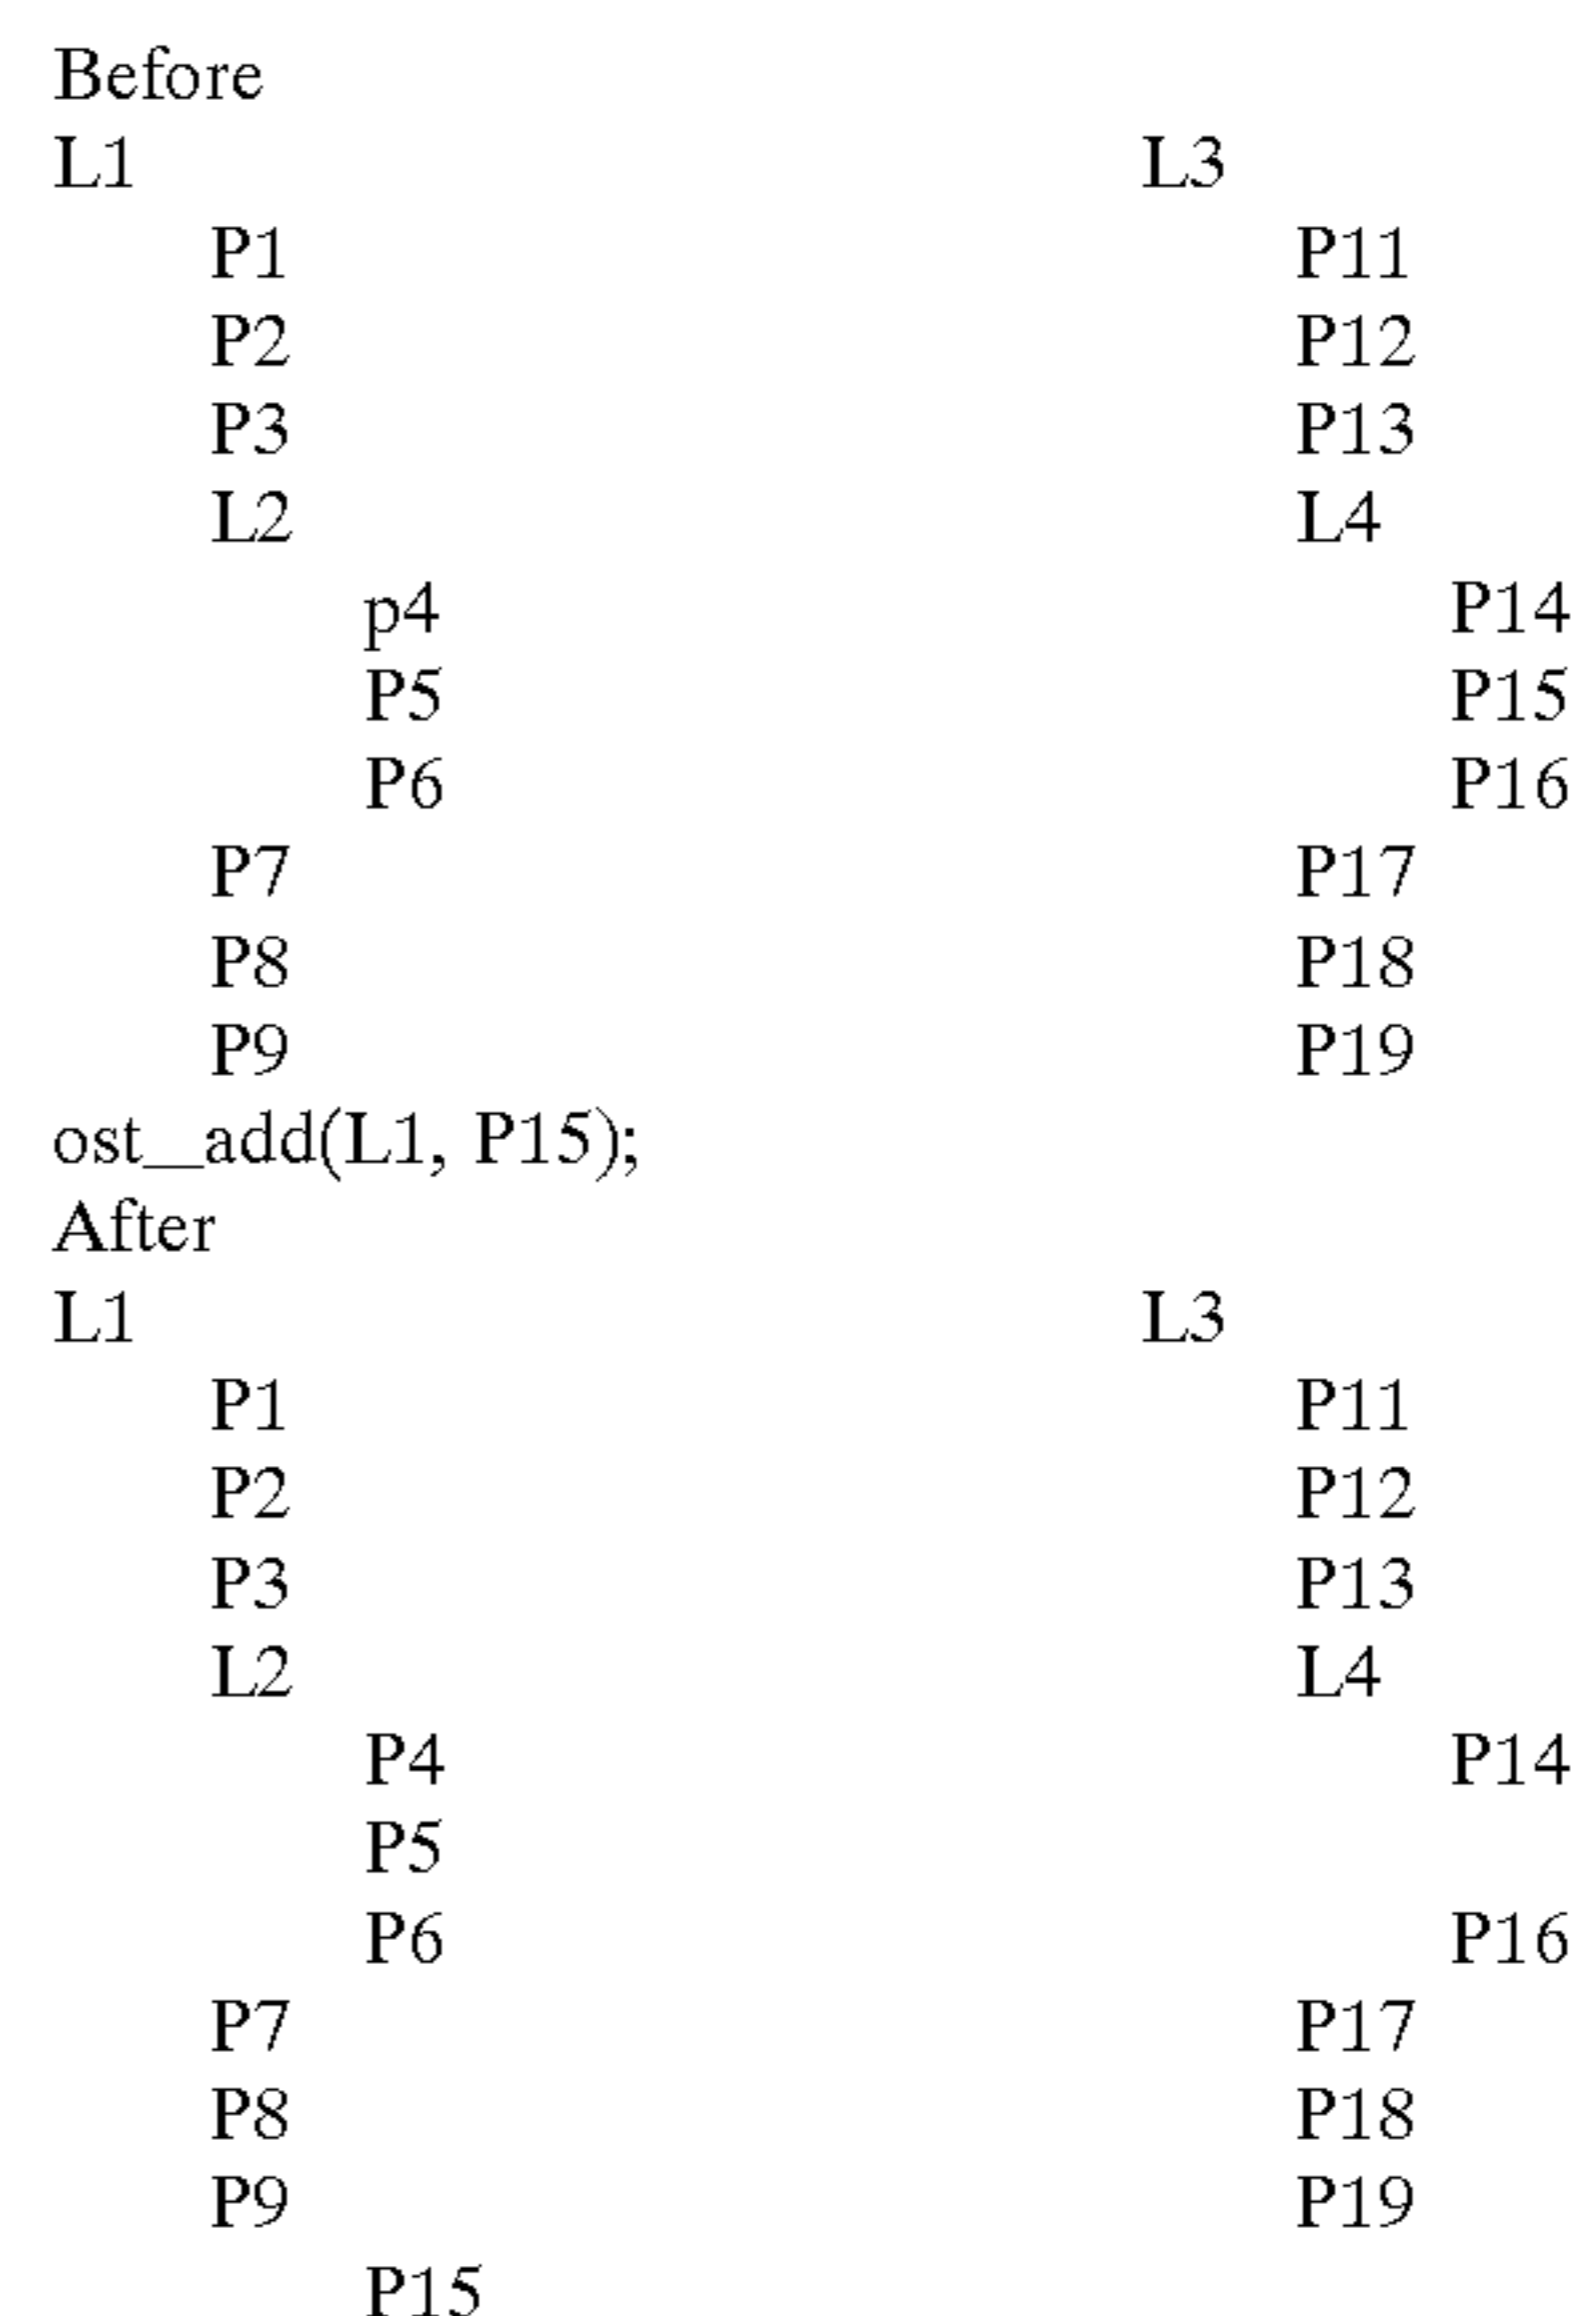 Before
L1 L3
P1 P11
P2 P12
P3 P13
L2 L4
p4 P14
P5 P15
P6 P16
P7 P17
P8 P18
P9 P19
ost_add(L1, P15);
After
L1 L3
P1 P11
P2 P12
P3 P13
L2 L4
P4 P14
P5
P6 P16
P7 P17
P8 P18
P9 P19
P15